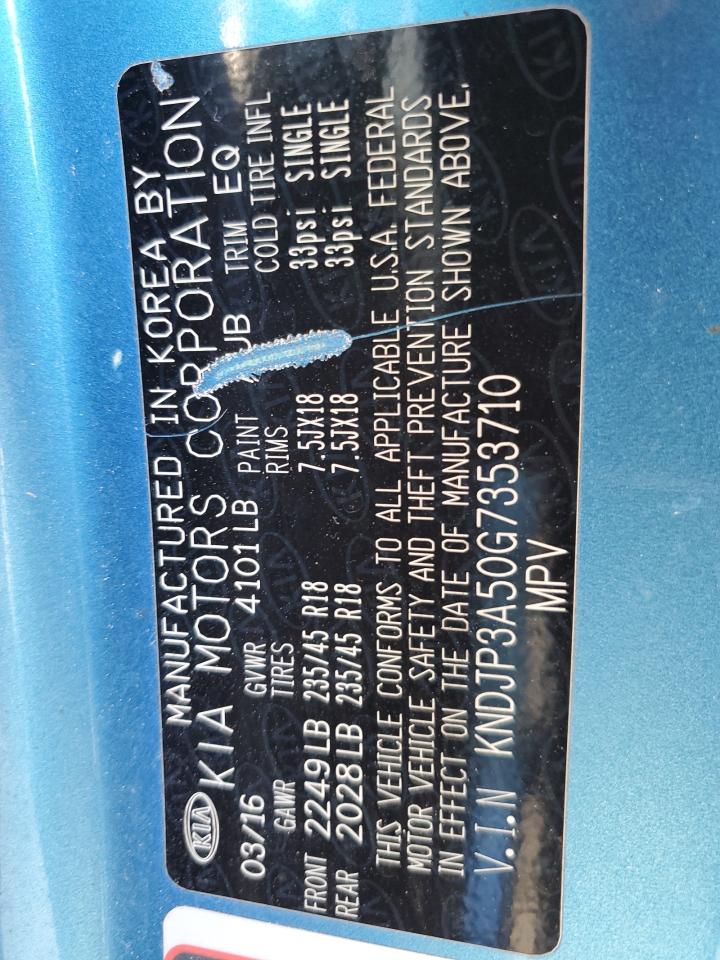 MANUFACTURED IN KOREA BY
KIA KIA MOTORS CORPORATION
03/16 GVWR 4101LB PAINT TRIM EQ
GAWR TIRES RIMS COLD TIRE INFL
FRONT 2249LB 235/45 R18 7.5JX18 33psi SINGLE
REAR 2028LB 235/45 R18 7.5JX18 33psi SINGLE
THIS VEHICLE CONFORMS TO ALL APPLICABLE U.S.A. FEDERAL
MOTOR VEHICLE SAFETY AND THEFT PREVENTION STANDARDS
IN EFFECT ON THE DATE OF MANUFACTURE SHOWN ABOVE.
V.I.N KNDJP3A50G7353710
MPV